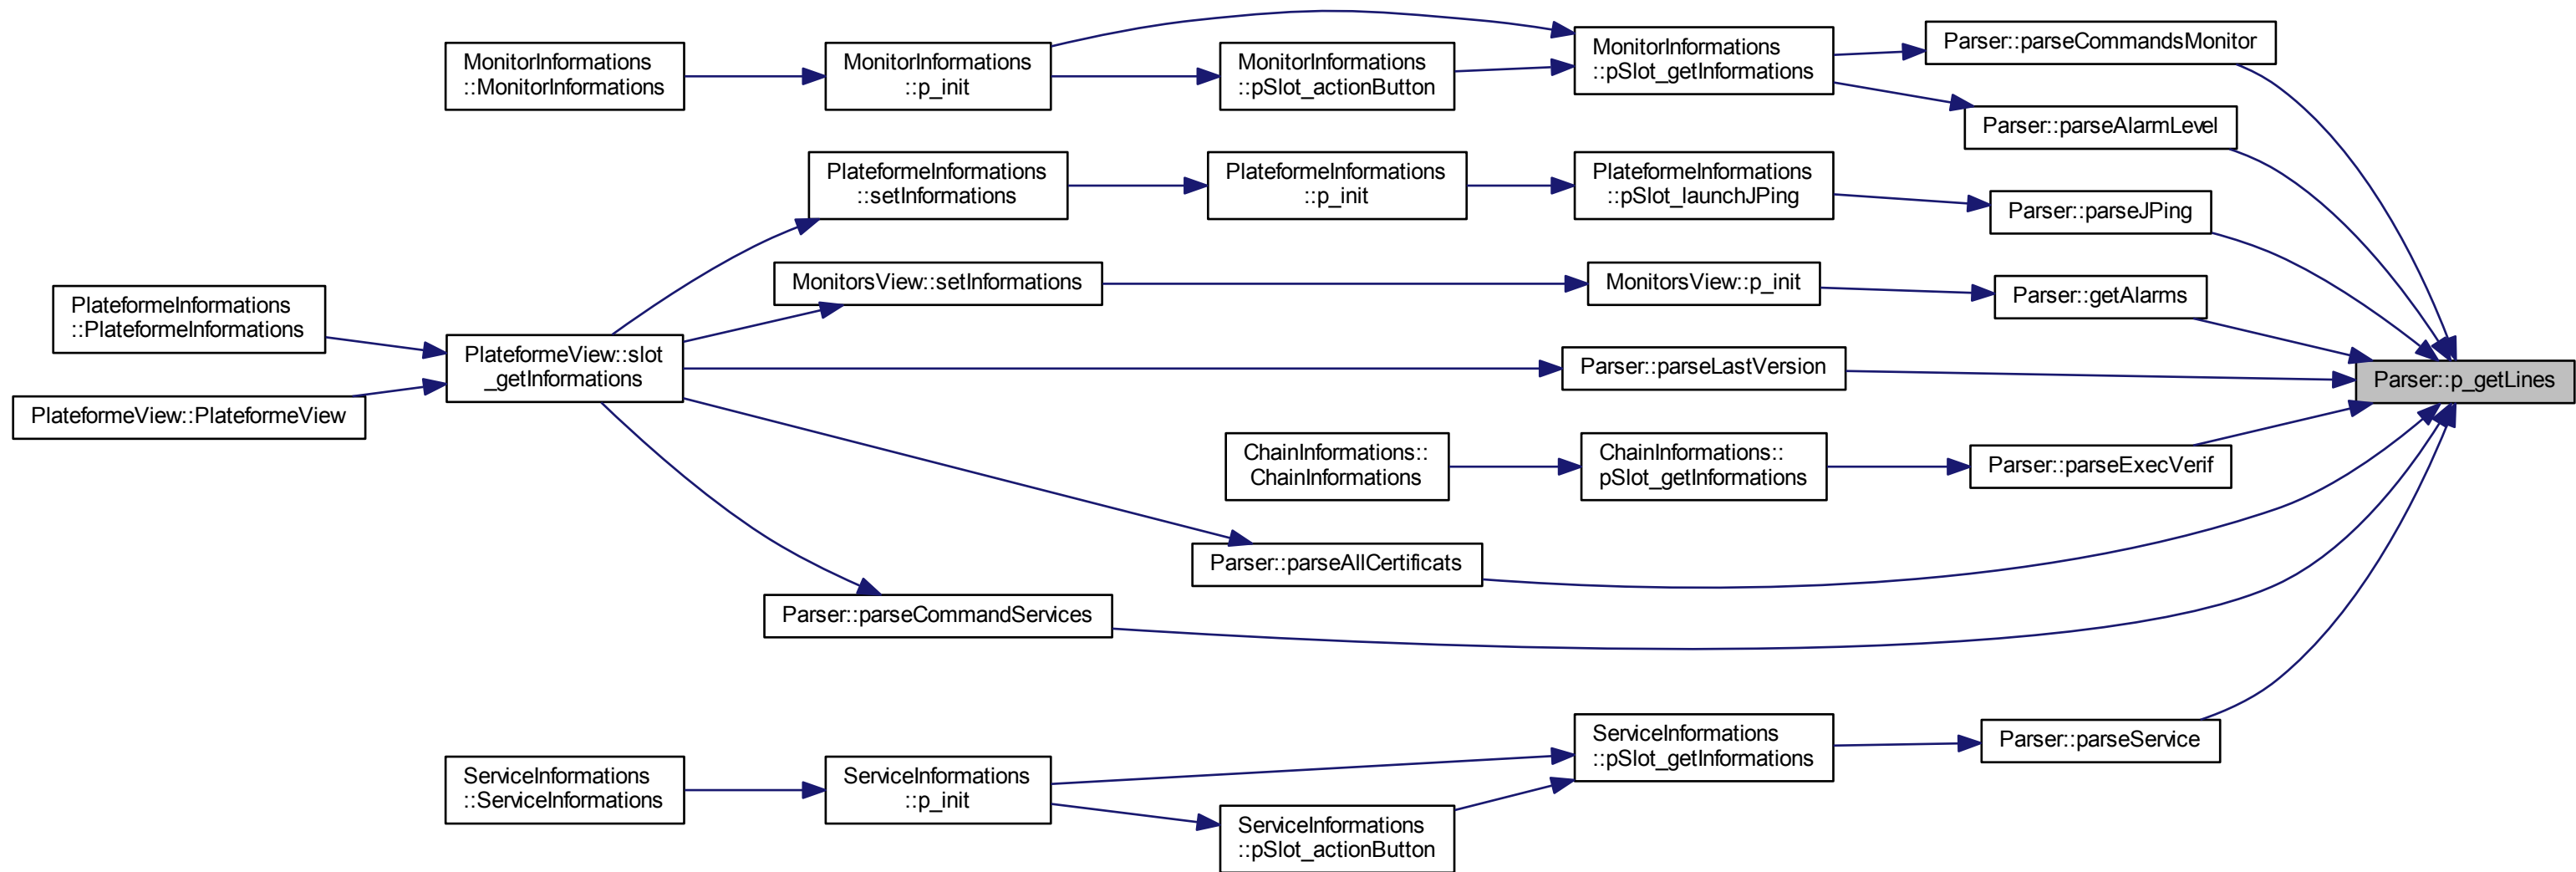 MonitorInformations
::MonitorInformations
MonitorInformations
::p_init
MonitorInformations
::pSlot_actionButton
MonitorInformations
::pSlot_getInformations
Parser::parseCommandsMonitor
Parser::parseAlarmLevel
PlateformeInformations
::setInformations
PlateformeInformations
::p_init
PlateformeInformations
::pSlot_launchJPing
Parser::parseJPing
MonitorsView::setInformations
MonitorsView::p_init
Parser::getAlarms
PlateformeInformations
::PlateformeInformations
PlateformeView::slot
_getInformations
Parser::parseLastVersion
Parser::p_getLines
PlateformeView::PlateformeView
ChainInformations::
ChainInformations
ChainInformations::
pSlot_getInformations
Parser::parseExecVerif
Parser::parseAllCertificats
Parser::parseCommandServices
ServiceInformations
::ServiceInformations
ServiceInformations
::p_init
ServiceInformations
::pSlot_actionButton
ServiceInformations
::pSlot_getInformations
Parser::parseService